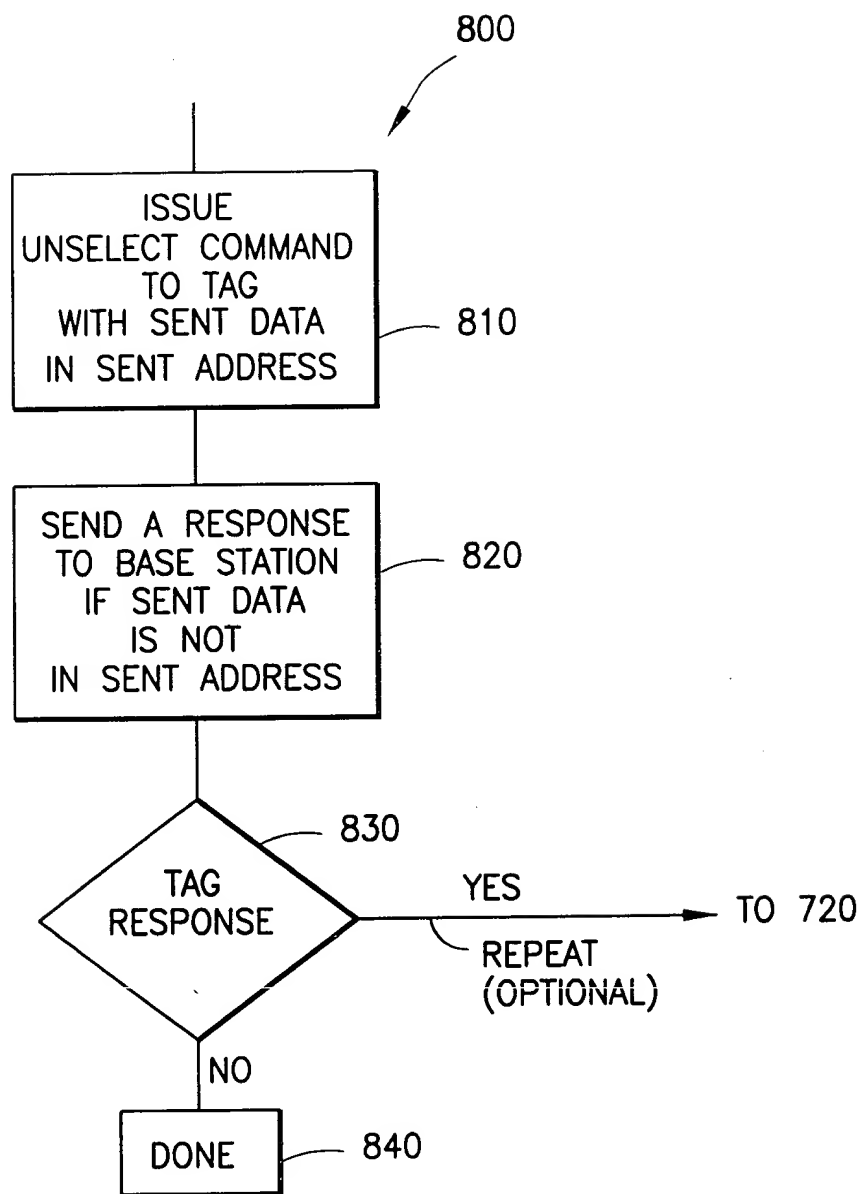 800
ISSUE
UNSELECT COMMAND
TO TAG
WITH SENT DATA
IN SENT ADDRESS
810
SEND A RESPONSE
TO BASE STATION
IF SENT DATA
IS NOT
IN SENT ADDRESS
820
830
TAG
RESPONSE
YES
TO 720
REPEAT
(OPTIONAL)
NO
DONE
840